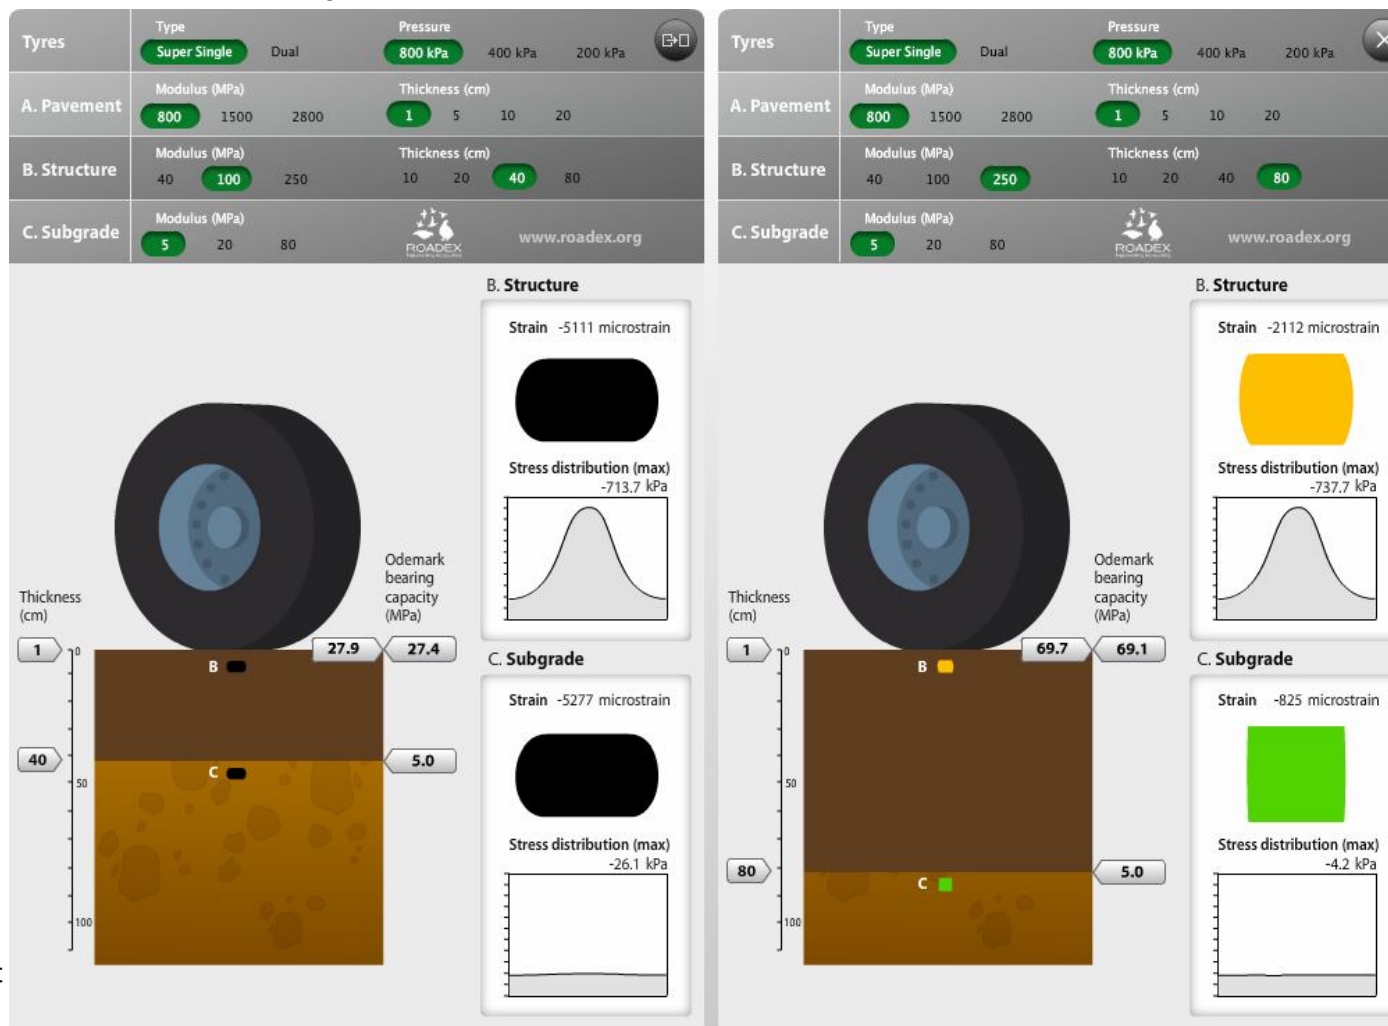 Tyres
Type
Super Single Dual
Pressure
800 kPa 400 kPa 200 kPa
A. Pavement
Modulus (MPa)
800 1500 2800
Thickness (cm)
1 5 10 20
B. Structure
Modulus (MPa)
40 100 250
Thickness (cm)
10 20 40 80
C. Subgrade
Modulus (MPa)
5 20 80
ROADEX
www.roadex.org
B. Structure
Strain -5111 microstrain
Stress distribution (max)
-713.7 kPa
Odemark
bearing
capacity
(MPa)
Thickness
(cm)
1
0
27.9
27.4
B
40
5.0
C
50
100
C. Subgrade
Strain -5277 microstrain
Stress distribution (max)
-26.1 kPa
Tyres
Type
Super Single Dual
Pressure
800 kPa 400 kPa 200 kPa
A. Pavement
Modulus (MPa)
800 1500 2800
Thickness (cm)
1 5 10 20
B. Structure
Modulus (MPa)
40 100 250
Thickness (cm)
10 20 40 80
C. Subgrade
Modulus (MPa)
5 20 80
ROADEX
www.roadex.org
B. Structure
Strain -2112 microstrain
Stress distribution (max)
-737.7 kPa
Odemark
bearing
capacity
(MPa)
Thickness
(cm)
1
0
69.7
69.1
B
50
80
5.0
C
100
C. Subgrade
Strain -825 microstrain
Stress distribution (max)
-4.2 kPa